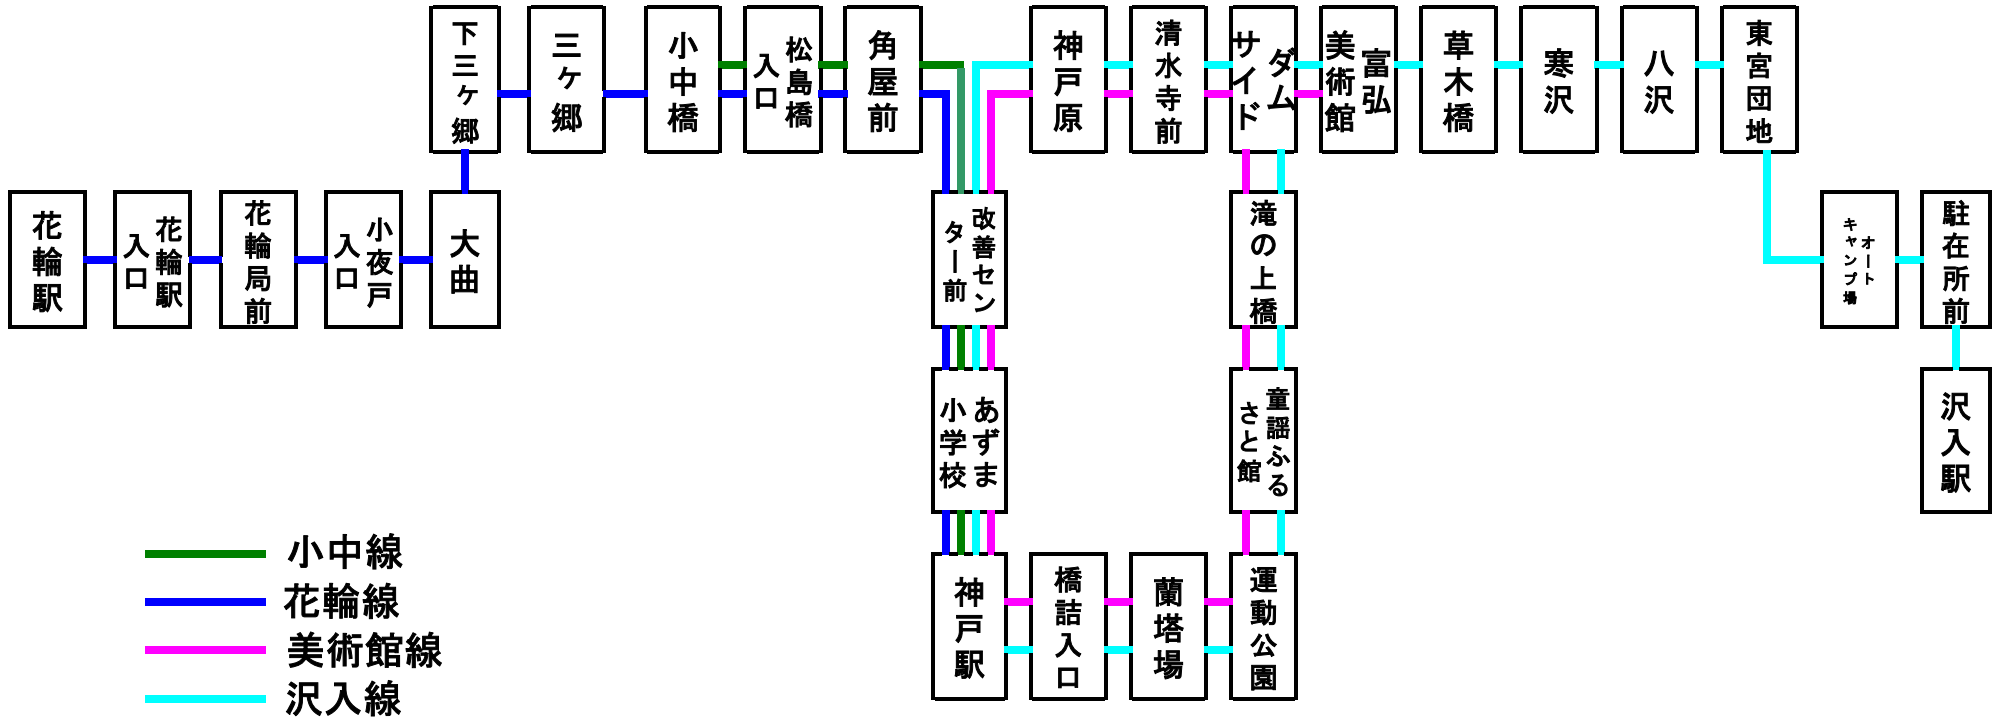 下三ヶ郷
三ヶ郷
小中橋
松島橋
入口
角屋前
神戸原
清水寺前
ダム
サイド
富弘
美術館
草木橋
寒沢
八沢
東宮団地
花輪駅
花輪駅
入口
花輪局前
小夜戸
入口
大曲
改善セン
ター前
滝の上橋
オート
キャンプ場
駐在所前
あずま
小学校
童謡ふる
さと館
沢入駅
神戸駅
橋詰入口
蘭塔場
運動公園
小中線
花輪線
美術館線
沢入線